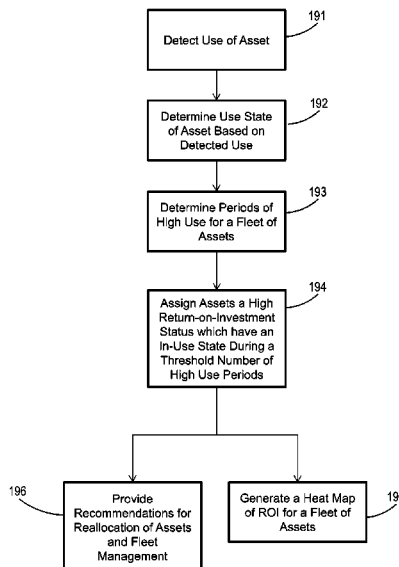 191
Detect Use of Asset
192
Determine Use State
of Asset Based on
Detected Use
193
Determine Periods of
High Use for a Fleet of
Assets
194
Assign Assets a High
Return-on-Investment
Status which have an
In-Use State During a
Threshold Number of
High Use Periods
196
Provide
Recommendations for
Reallocation of Assets
and Fleet
Management
Generate a Heat Map
of ROI for a Fleet of
Assets